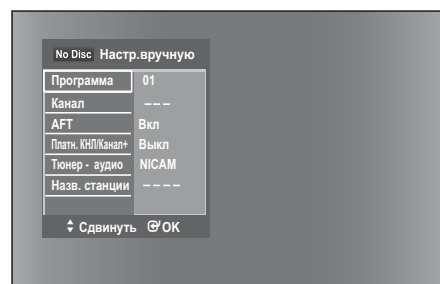 No Disc Настр.вручную
Программа 01
Канал ---
AFT Вкл
Платн. КНЛ/Канал+ Выкл
Тюнер - аудио NICAM
Назв. станции ----
Сдвинуть OK